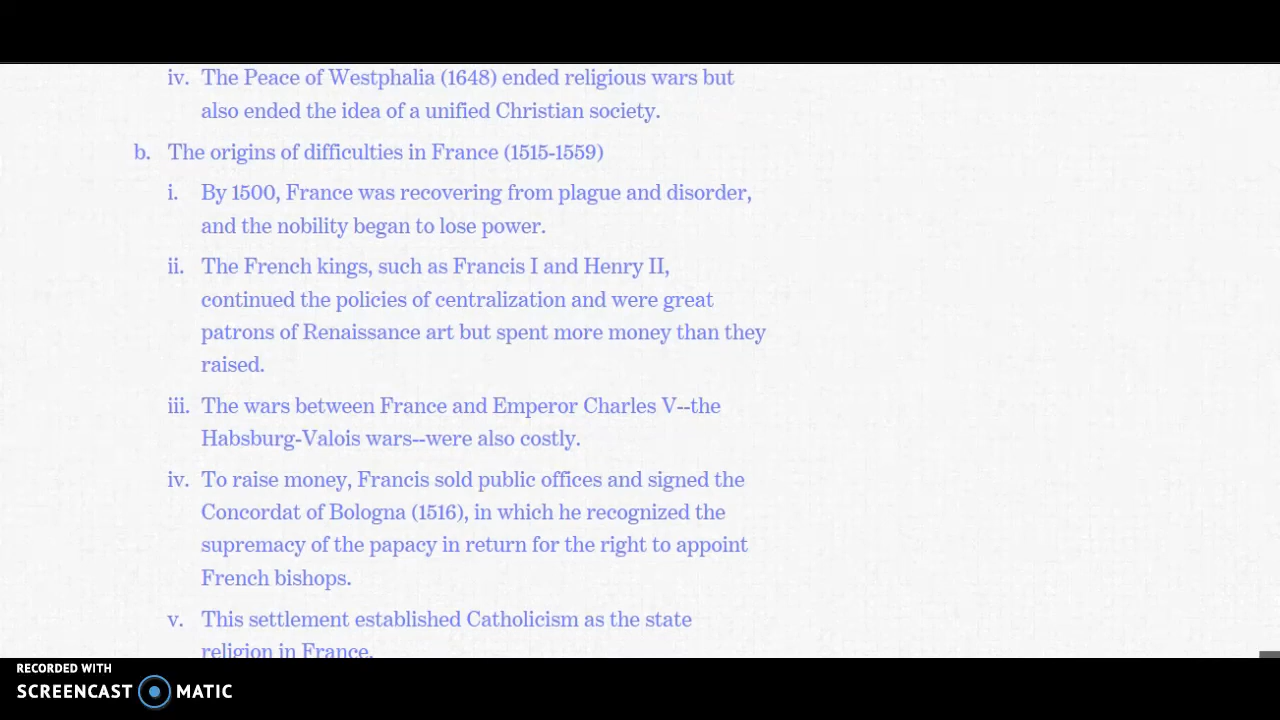 iv. The Peace of Westphalia (1648) ended religious wars but
also ended the idea of a unified Christian society.
b. The origins of difficulties in France (1515-1559)
i. By 1500, France was recovering from plague and disorder,
and the nobility began to lose power.
ii. The French kings, such as Francis I and Henry II,
continued the policies of centralization and were great
patrons of Renaissance art but spent more money than they
raised.
iii. The wars between France and Emperor Charles V--the
Habsburg-Valois wars--were also costly.
iv. To raise money, Francis sold public offices and signed the
Concordat of Bologna (1516), in which he recognized the
supremacy of the papacy in return for the right to appoint
French bishops.
v. This settlement established Catholicism as the state
religion in France.
RECORDED WITH
SCREENCAST MATIC